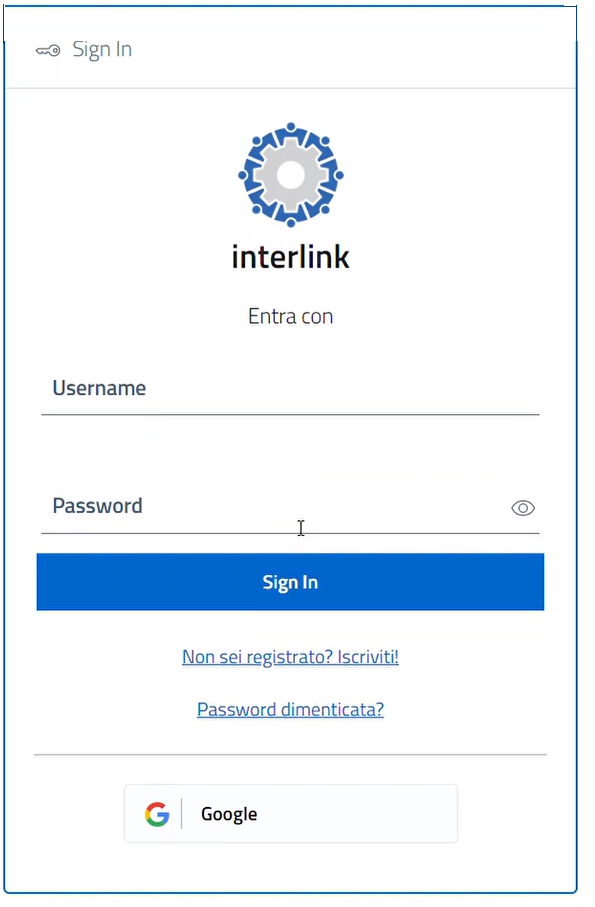 Sign In
interlink
Entra con
Username
Password
Sign In
Non sei registrato? Iscriviti!
Password dimenticata?
Google